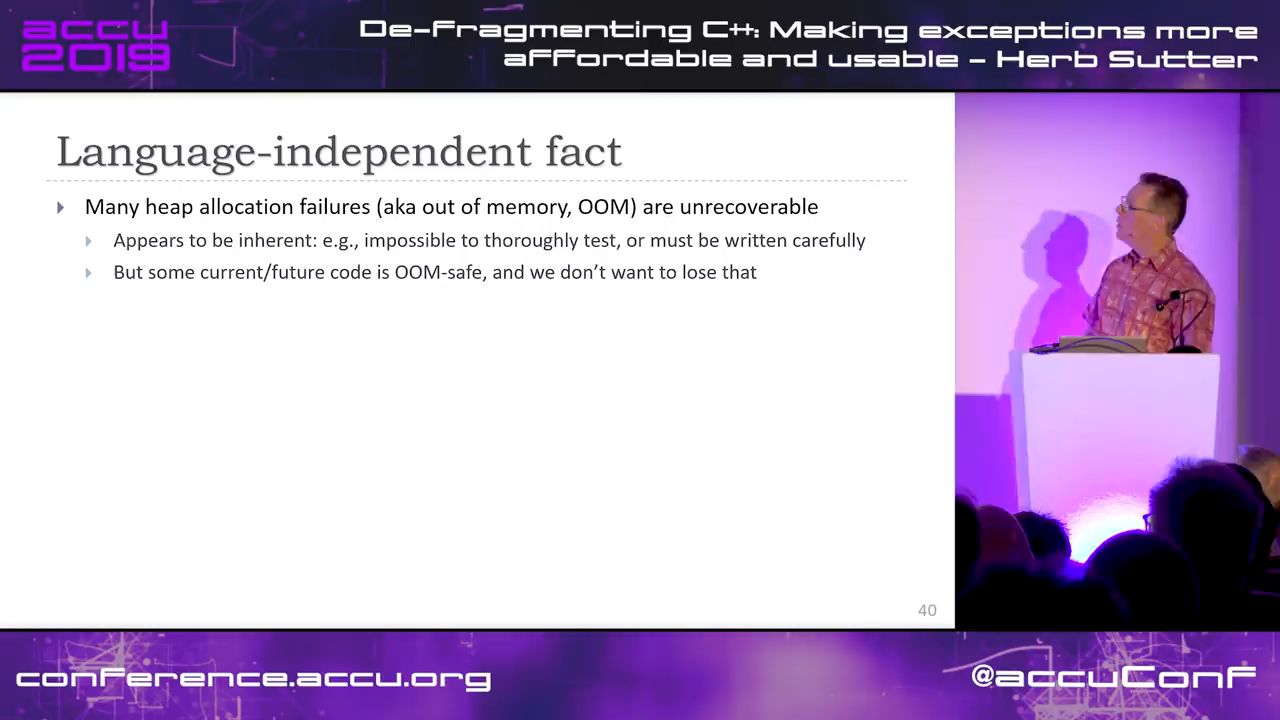 accu
2019
De-Fragmenting C++: Making exceptions more
affordable and usable - Herb Sutter
Language-independent fact
Many heap allocation failures (aka out of memory, OOM) are unrecoverable
Appears to be inherent: e.g., impossible to thoroughly test, or must be written carefully
But some current/future code is OOM-safe, and we don't want to lose that
40
conference.accu.org
@accuConf